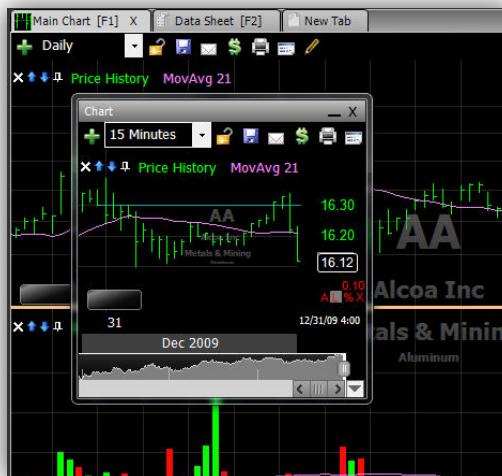 Main Chart [F1] X Data Sheet [F2] New Tab
Daily
Price History MovAvg 21
Chart X
15 Minutes
Price History MovAvg 21
16.30
AA
16.20
Metals & Mining
16.12
AA
0.10
A L % X
Alcoa Inc
31 12/31/09 4:00
Dec 2009
als & Minin
Aluminum